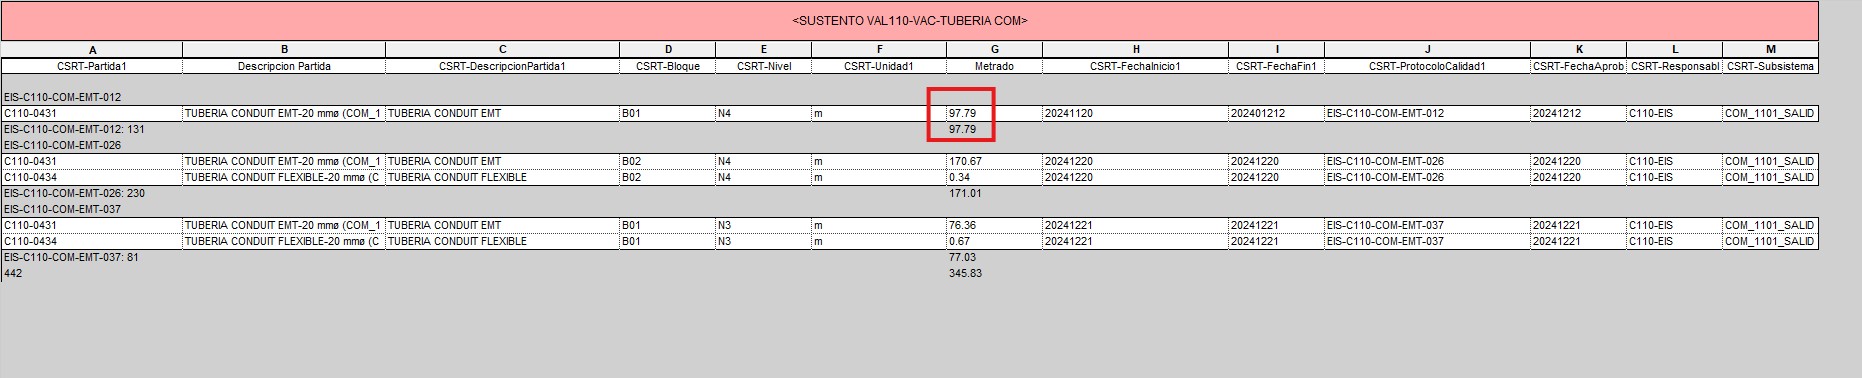 <SUSTENTO VAL110-VAC-TUBERIA COM>
A B C D E F G H I J K L M
CSRT-Partida1 Descripcion Partida CSRT-DescripcionPartida1 CSRT-Bloque CSRT-Nivel CSRT-Unidad1 Metrado CSRT-FechaInicio1 CSRT-FechaFin1 CSRT-ProtocoloCalidad1 CSRT-FechaAprob CSRT-Responsabl CSRT-Subsistema
EIS-C110-COM-EMT-012
C110-0431 TUBERIA CONDUIT EMT-20 mmø (COM_1 TUBERIA CONDUIT EMT B01 N4 m 97.79 20241120 202401212 EIS-C110-COM-EMT-012 20241212 C110-EIS COM_1101_SALID
EIS-C110-COM-EMT-012: 131 97.79
EIS-C110-COM-EMT-026
C110-0431 TUBERIA CONDUIT EMT-20 mmø (COM_1 TUBERIA CONDUIT EMT B02 N4 m 170.67 20241220 20241220 EIS-C110-COM-EMT-026 20241220 C110-EIS COM_1101_SALID
C110-0434 TUBERIA CONDUIT FLEXIBLE-20 mmø (C TUBERIA CONDUIT FLEXIBLE B02 N4 m 0.34 20241220 20241220 EIS-C110-COM-EMT-026 20241220 C110-EIS COM_1101_SALID
EIS-C110-COM-EMT-026: 230 171.01
EIS-C110-COM-EMT-037
C110-0431 TUBERIA CONDUIT EMT-20 mmø (COM_1 TUBERIA CONDUIT EMT B01 N3 m 76.36 20241221 20241221 EIS-C110-COM-EMT-037 20241221 C110-EIS COM_1101_SALID
C110-0434 TUBERIA CONDUIT FLEXIBLE-20 mmø (C TUBERIA CONDUIT FLEXIBLE B01 N3 m 0.67 20241221 20241221 EIS-C110-COM-EMT-037 20241221 C110-EIS COM_1101_SALID
EIS-C110-COM-EMT-037: 81 77.03
442 345.83